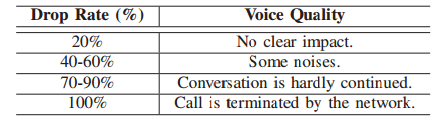 Drop Rate (%) Voice Quality
20% No clear impact.
40-60% Some noises.
70-90% Conversation is hardly continued.
100% Call is terminated by the network.